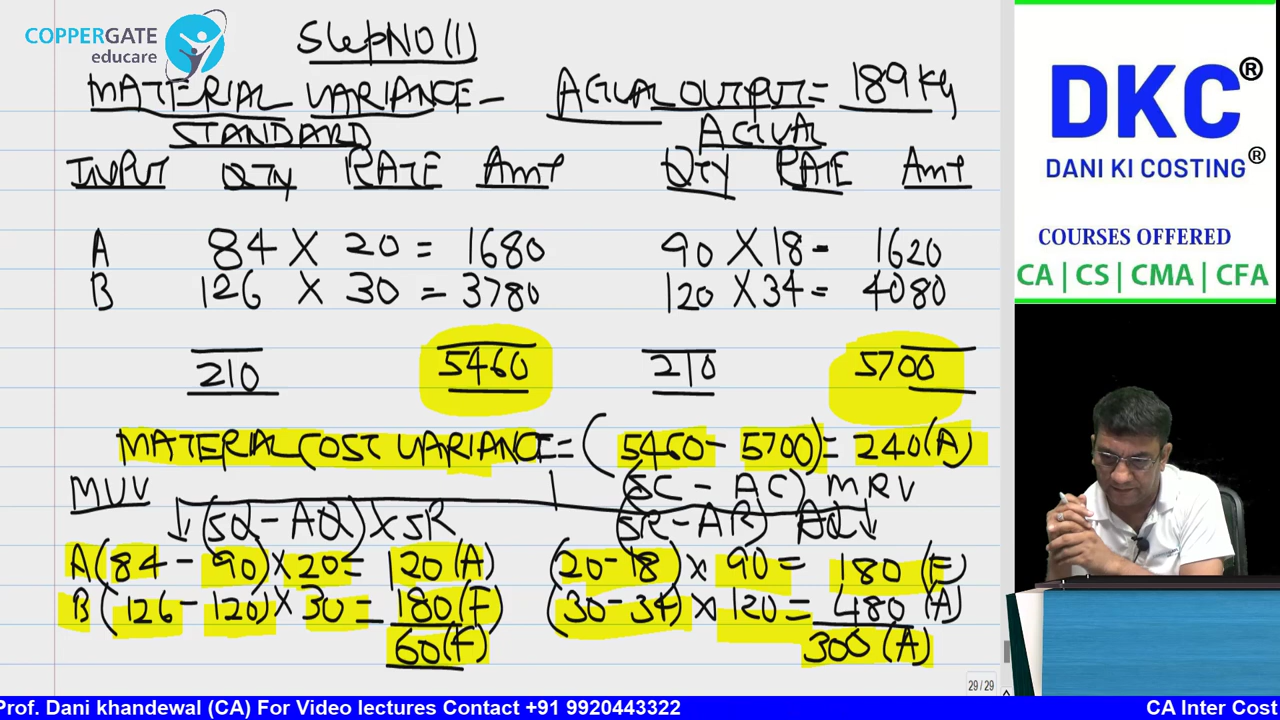 COPPERGATE
educare
StepNO (1)
MATERIAL VARIANCE - ACTUAL OUTPUT = 189 Kg
STANDARD ACTUAL
INPUT QTY RATE Amt QTY RATE Amt
A 84 X 20 = 1680 90 X 18 = 1620
B 126 X 30 = 3780 120 X 34 = 4080
210 5460 210 5700
MATERIAL COST VARIANCE = (5460 - 5700) = 240 (A)
MUV (SC - AC) MRV
(SQ - AQ) X SR (SR - AR) AQ
A (84 - 90) X 20 = 120 (A) (20 - 18) x 90 = 180 (F)
B (126 - 120) X 30 = 180 (F) (30 - 34) x 120 = 480 (A)
60 (F) 300 (A)
29 / 29
DKC®
DANI KI COSTING®
COURSES OFFERED
CA | CS | CMA | CFA
Prof. Dani khandewal (CA) For Video lectures Contact +91 9920443322
CA Inter Cost